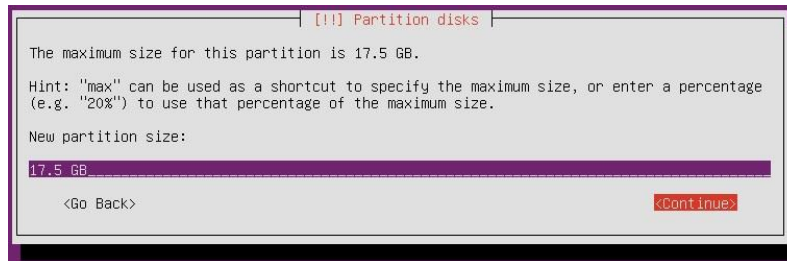 [!!] Partition disks
The maximum size for this partition is 17.5 GB.
Hint: "max" can be used as a shortcut to specify the maximum size, or enter a percentage
(e.g. "20%") to use that percentage of the maximum size.
New partition size:
17.5 GB
<Go Back> <Continue>